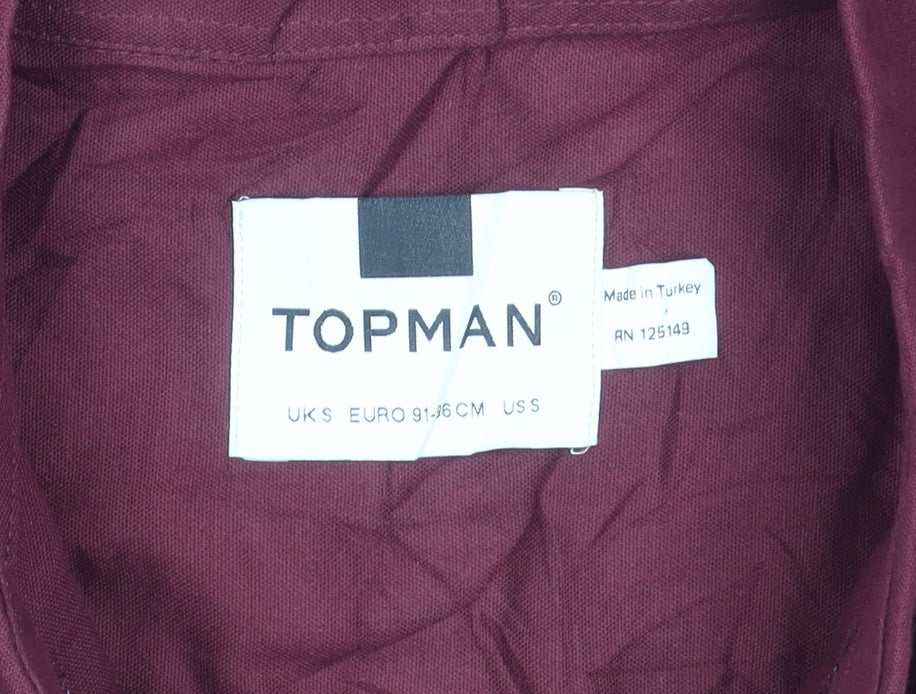 TOPMAN®
UK S EURO 91-96 CM US S
Made in Turkey
RN 125149